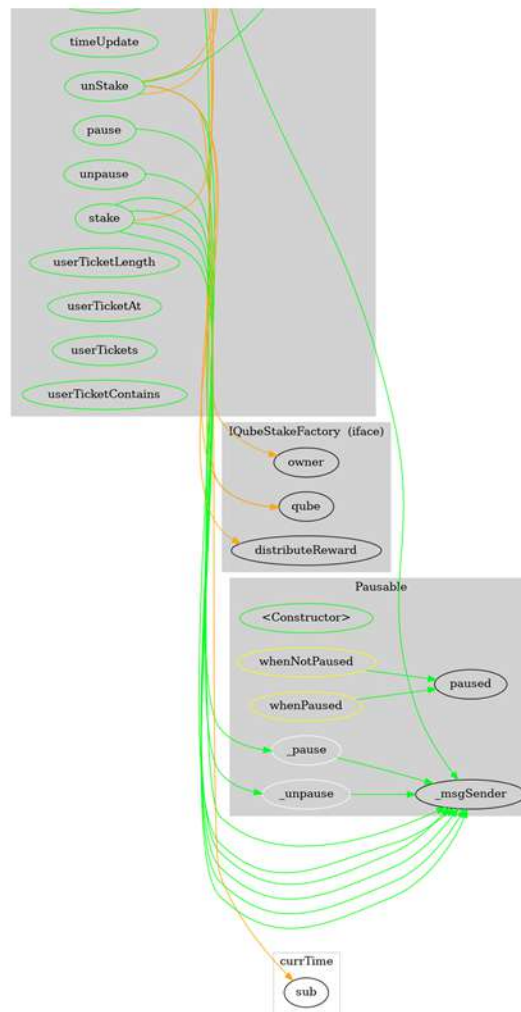 timeUpdate
unStake
pause
unpause
stake
userTicketLength
userTicketAt
userTickets
userTicketContains
IQubeStakeFactory (iface)
owner
qube
distributeReward
Pausable
<Constructor>
whenNotPaused
paused
whenPaused
_pause
_unpause
_msgSender
currTime
sub